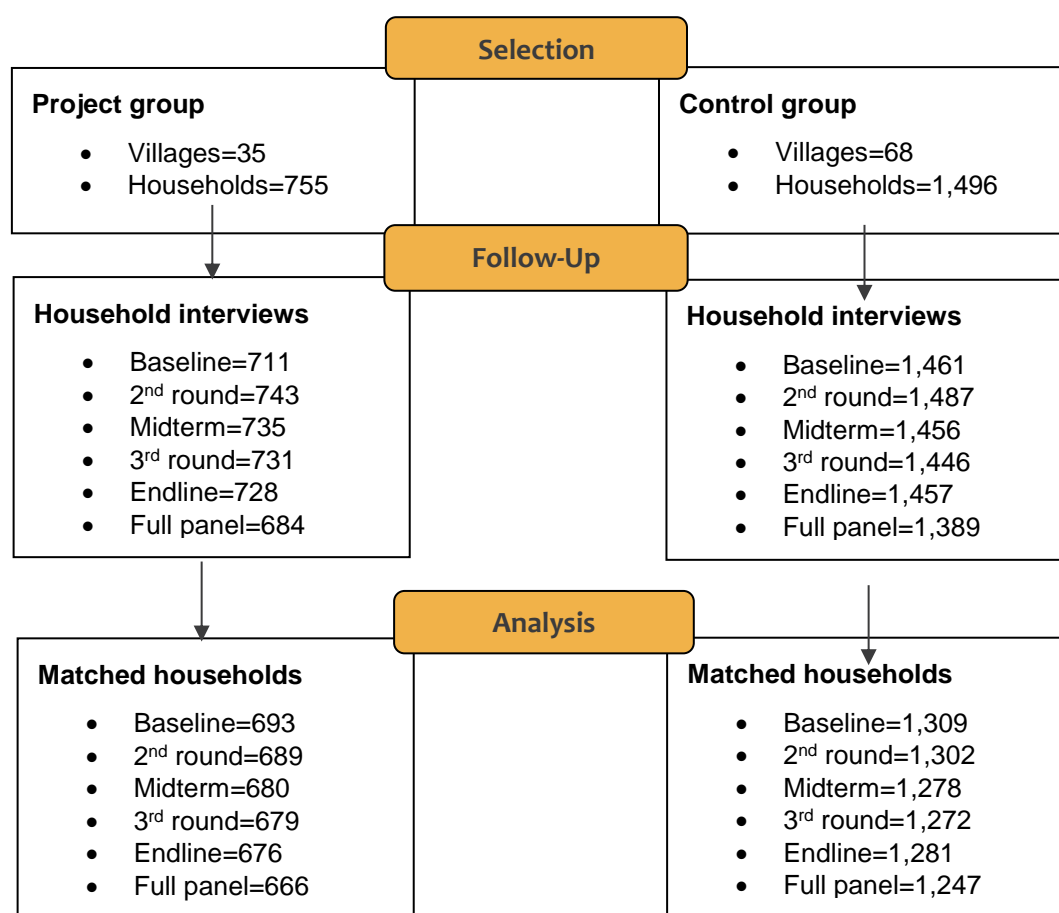 Selection
Project group
• Villages=35
• Households=755
Control group
• Villages=68
• Households=1,496
Follow-Up
Household interviews
• Baseline=711
• 2nd round=743
• Midterm=735
• 3rd round=731
• Endline=728
• Full panel=684
Household interviews
• Baseline=1,461
• 2nd round=1,487
• Midterm=1,456
• 3rd round=1,446
• Endline=1,457
• Full panel=1,389
Analysis
Matched households
• Baseline=693
• 2nd round=689
• Midterm=680
• 3rd round=679
• Endline=676
• Full panel=666
Matched households
• Baseline=1,309
• 2nd round=1,302
• Midterm=1,278
• 3rd round=1,272
• Endline=1,281
• Full panel=1,247